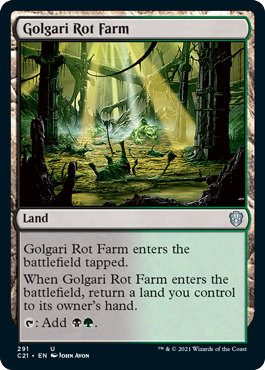 Golgari Rot Farm
Land
Golgari Rot Farm enters the
battlefield tapped.
When Golgari Rot Farm enters the
battlefield, return a land you control
to its owner's hand.
: Add .
291 U
C21 • EN John Avon
™ & © 2021 Wizards of the Coast